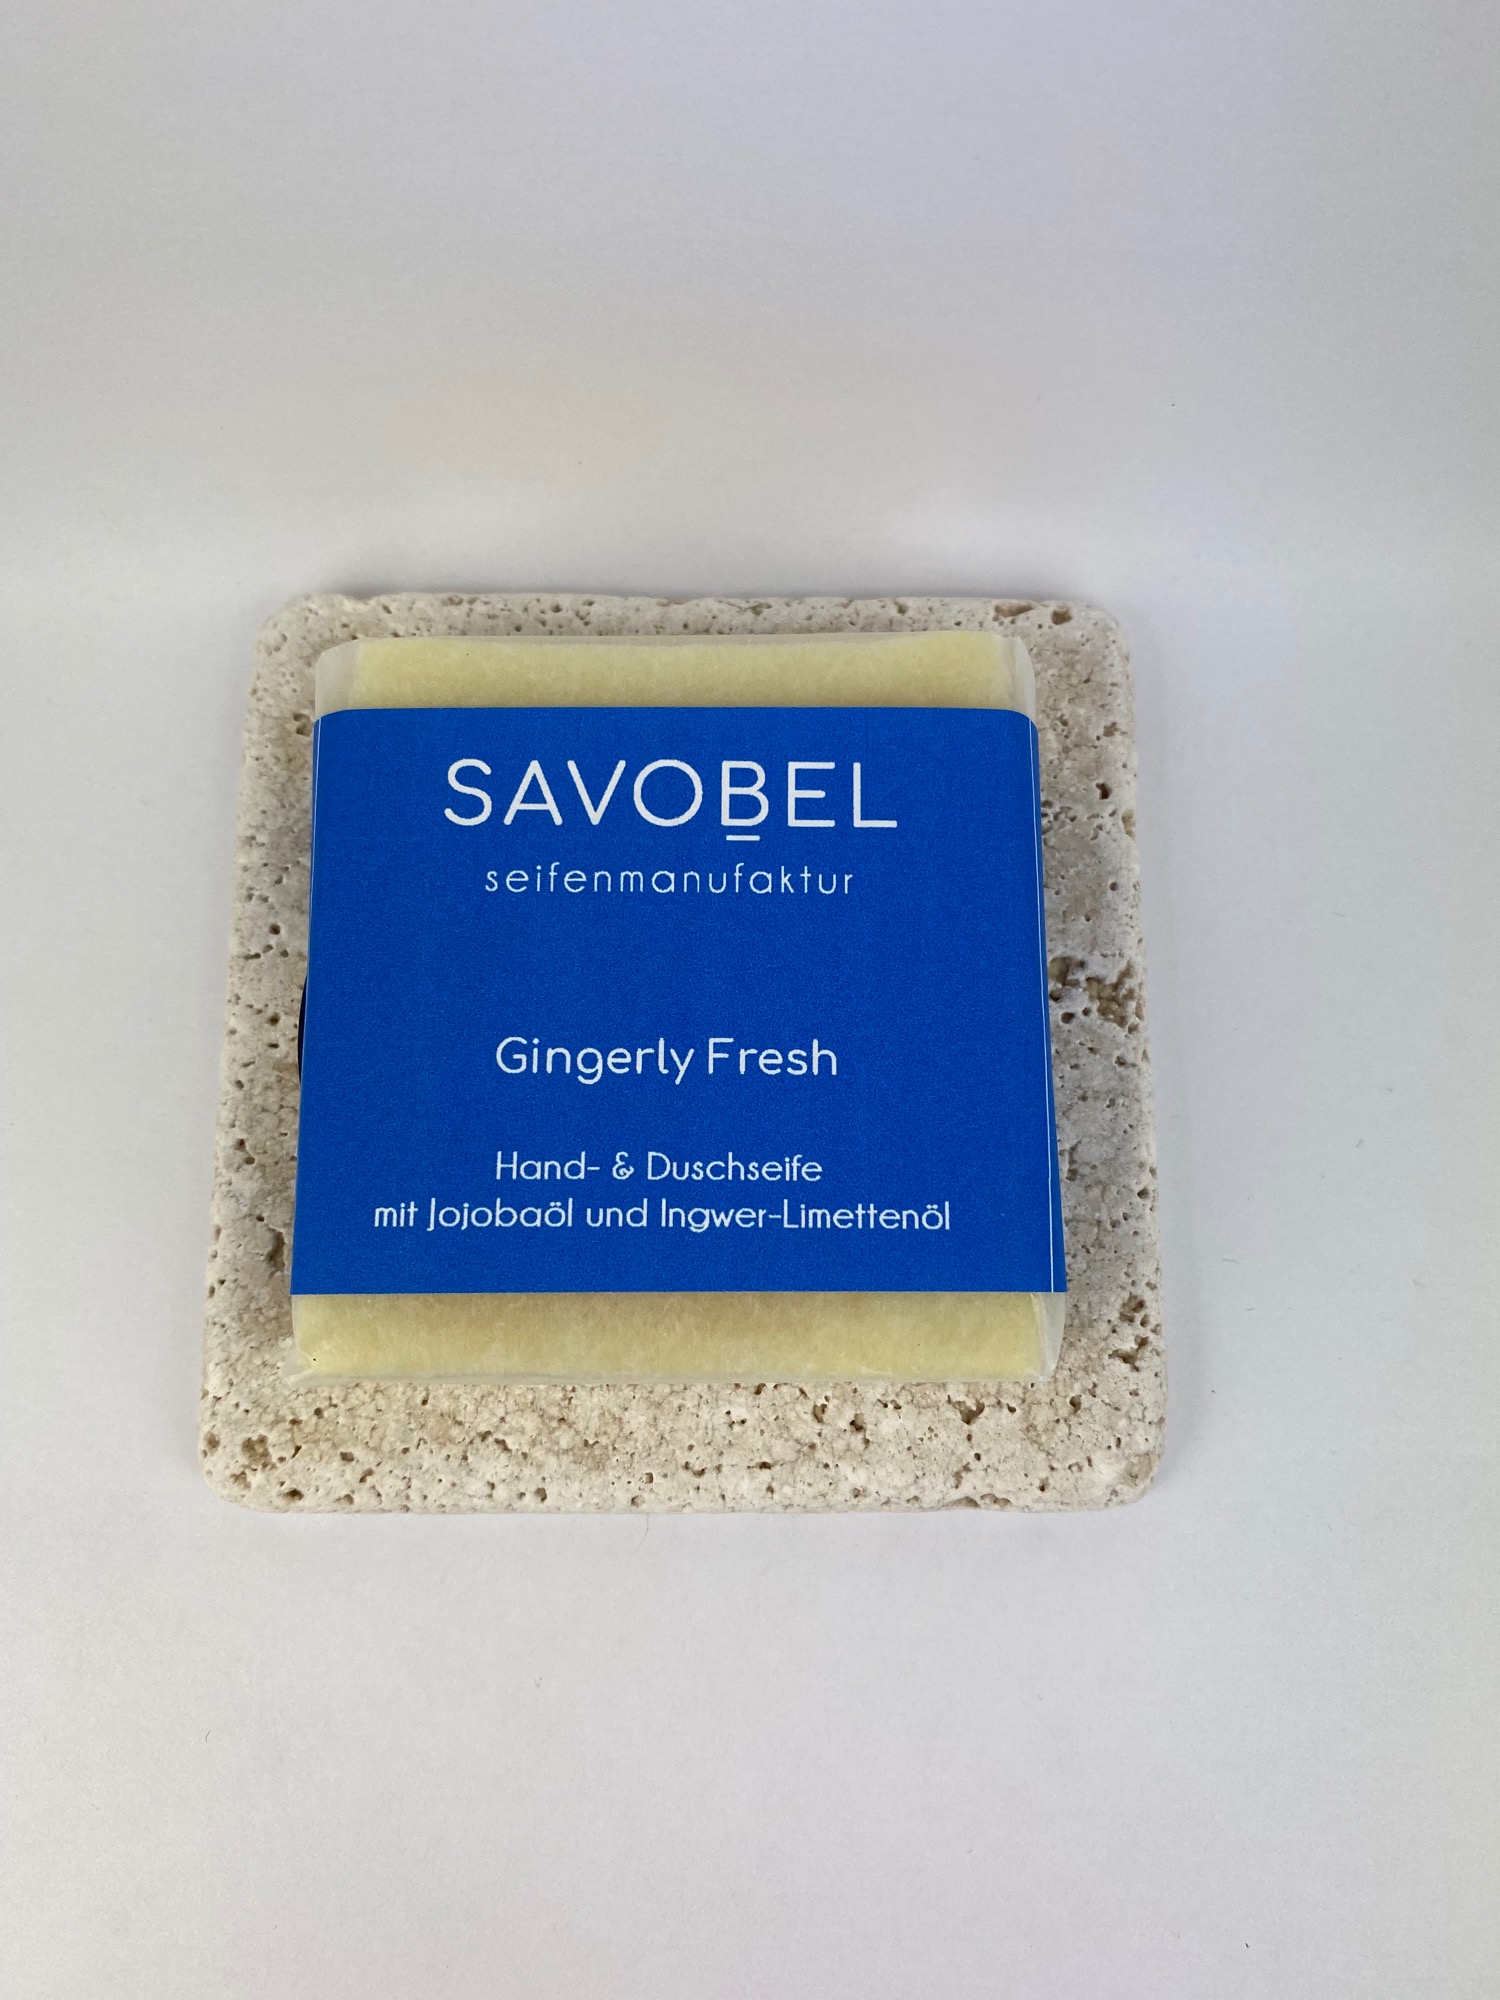 SAVOBEL
seifenmanufaktur
Gingerly Fresh
Hand- & Duschseife
mit Jojobaöl und Ingwer-Limettenöl